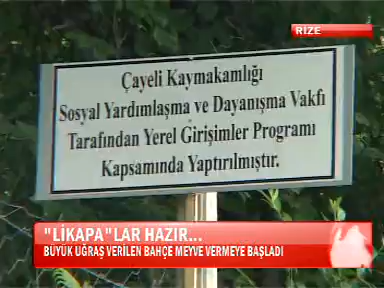 RİZE
Çayeli Kaymakamlığı
Sosyal Yardımlaşma ve Dayanışma Vakfı
Tarafından Yerel Girişimler Programı
Kapsamında Yaptırılmıştır.
"LİKAPA"LAR HAZIR...
BÜYÜK UĞRAŞ VERİLEN BAHÇE MEYVE VERMEYE BAŞLADI